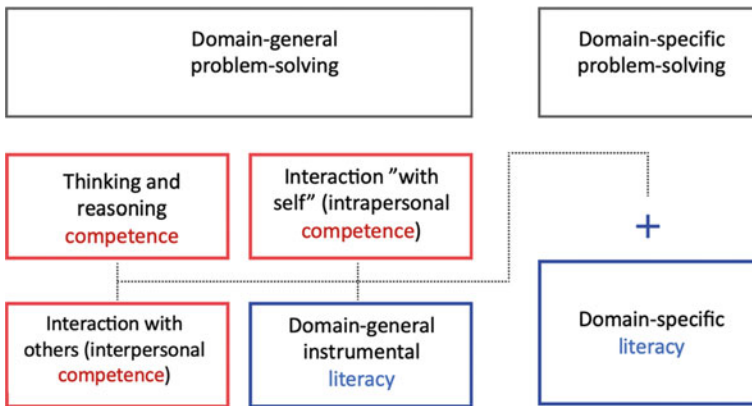 Domain-general
problem-solving
Domain-specific
problem-solving
Thinking and
reasoning
competence
Interaction ”with
self” (intrapersonal
competence)
+
Interaction with
others (interpersonal
competence)
Domain-general
instrumental
literacy
Domain-specific
literacy